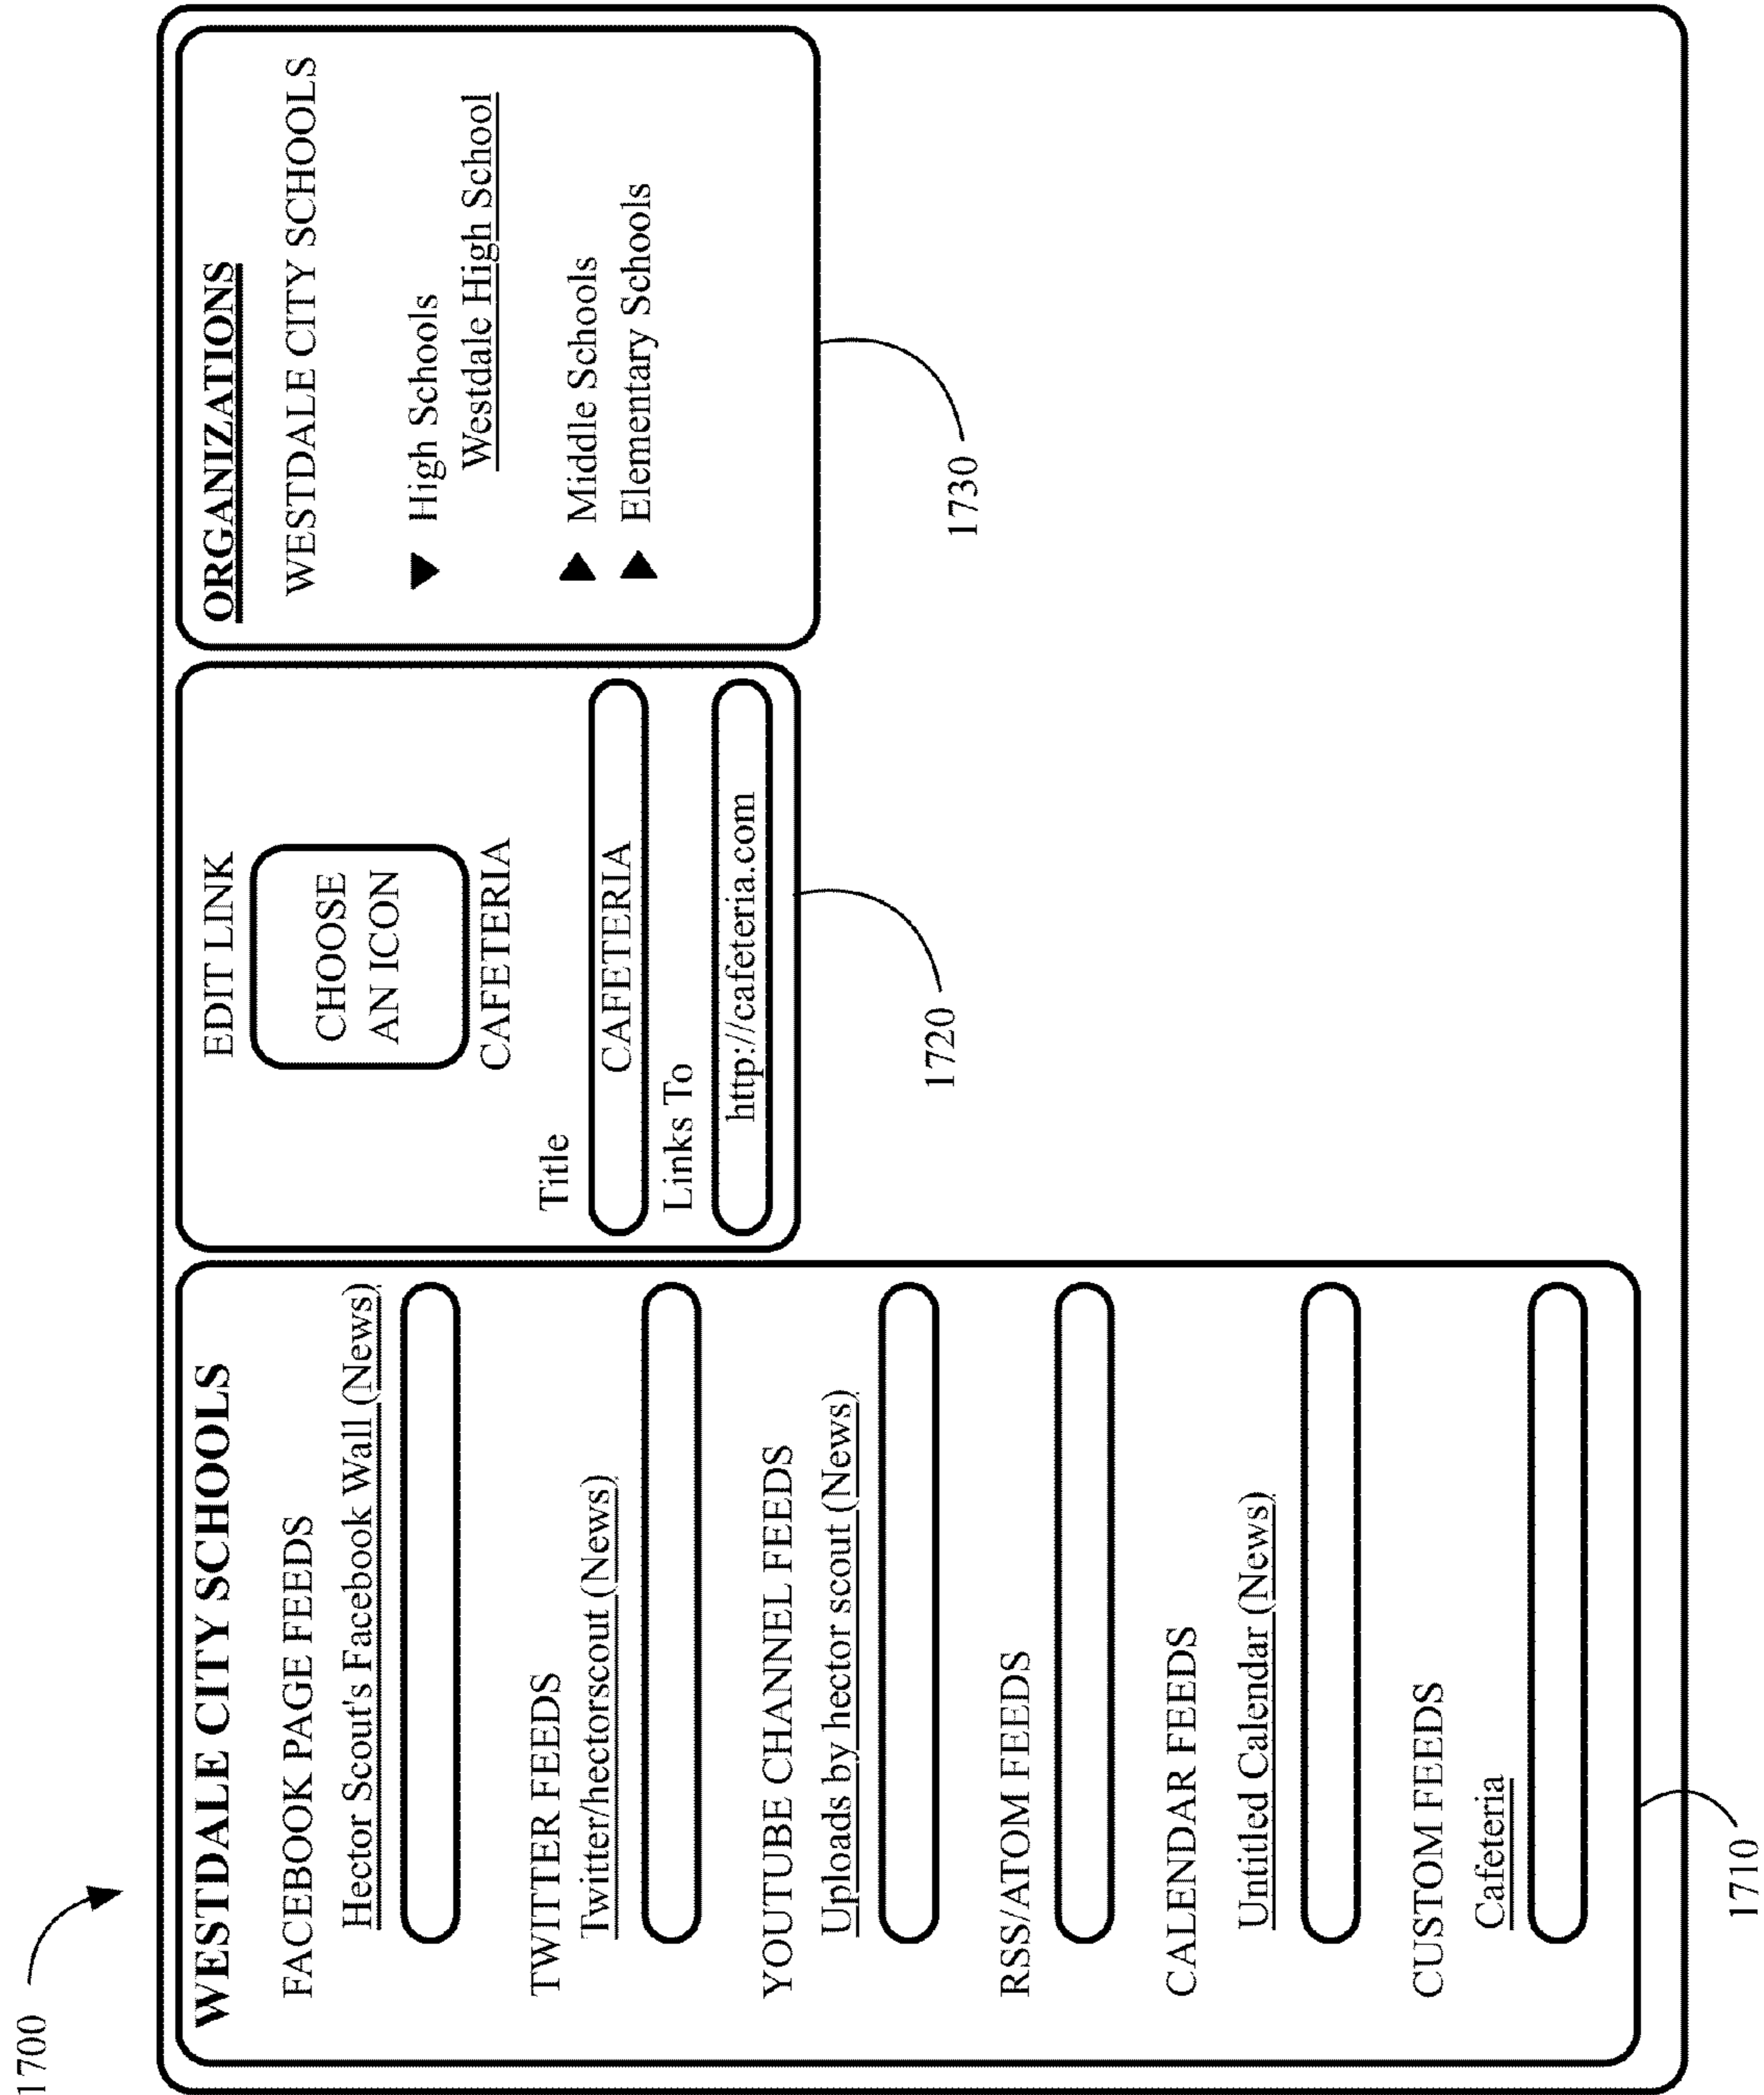 1700
WESTDALE CITY SCHOOLS
FACEBOOK PAGE FEEDS
Hector Scout's Facebook Wall (News)
TWITTER FEEDS
Twitter/hectorscout (News)
YOUTUBE CHANNEL FEEDS
Uploads by hector scout (News)
RSS/ATOM FEEDS
CALENDAR FEEDS
Untitled Calendar (News)
CUSTOM FEEDS
Cafeteria
1710
EDIT LINK
CHOOSE
AN ICON
CAFETERIA
Title
CAFETERIA
Links To
http://cafeteria.com
1720
ORGANIZATIONS
WESTDALE CITY SCHOOLS
High Schools
Westdale High School
Middle Schools
Elementary Schools
1730